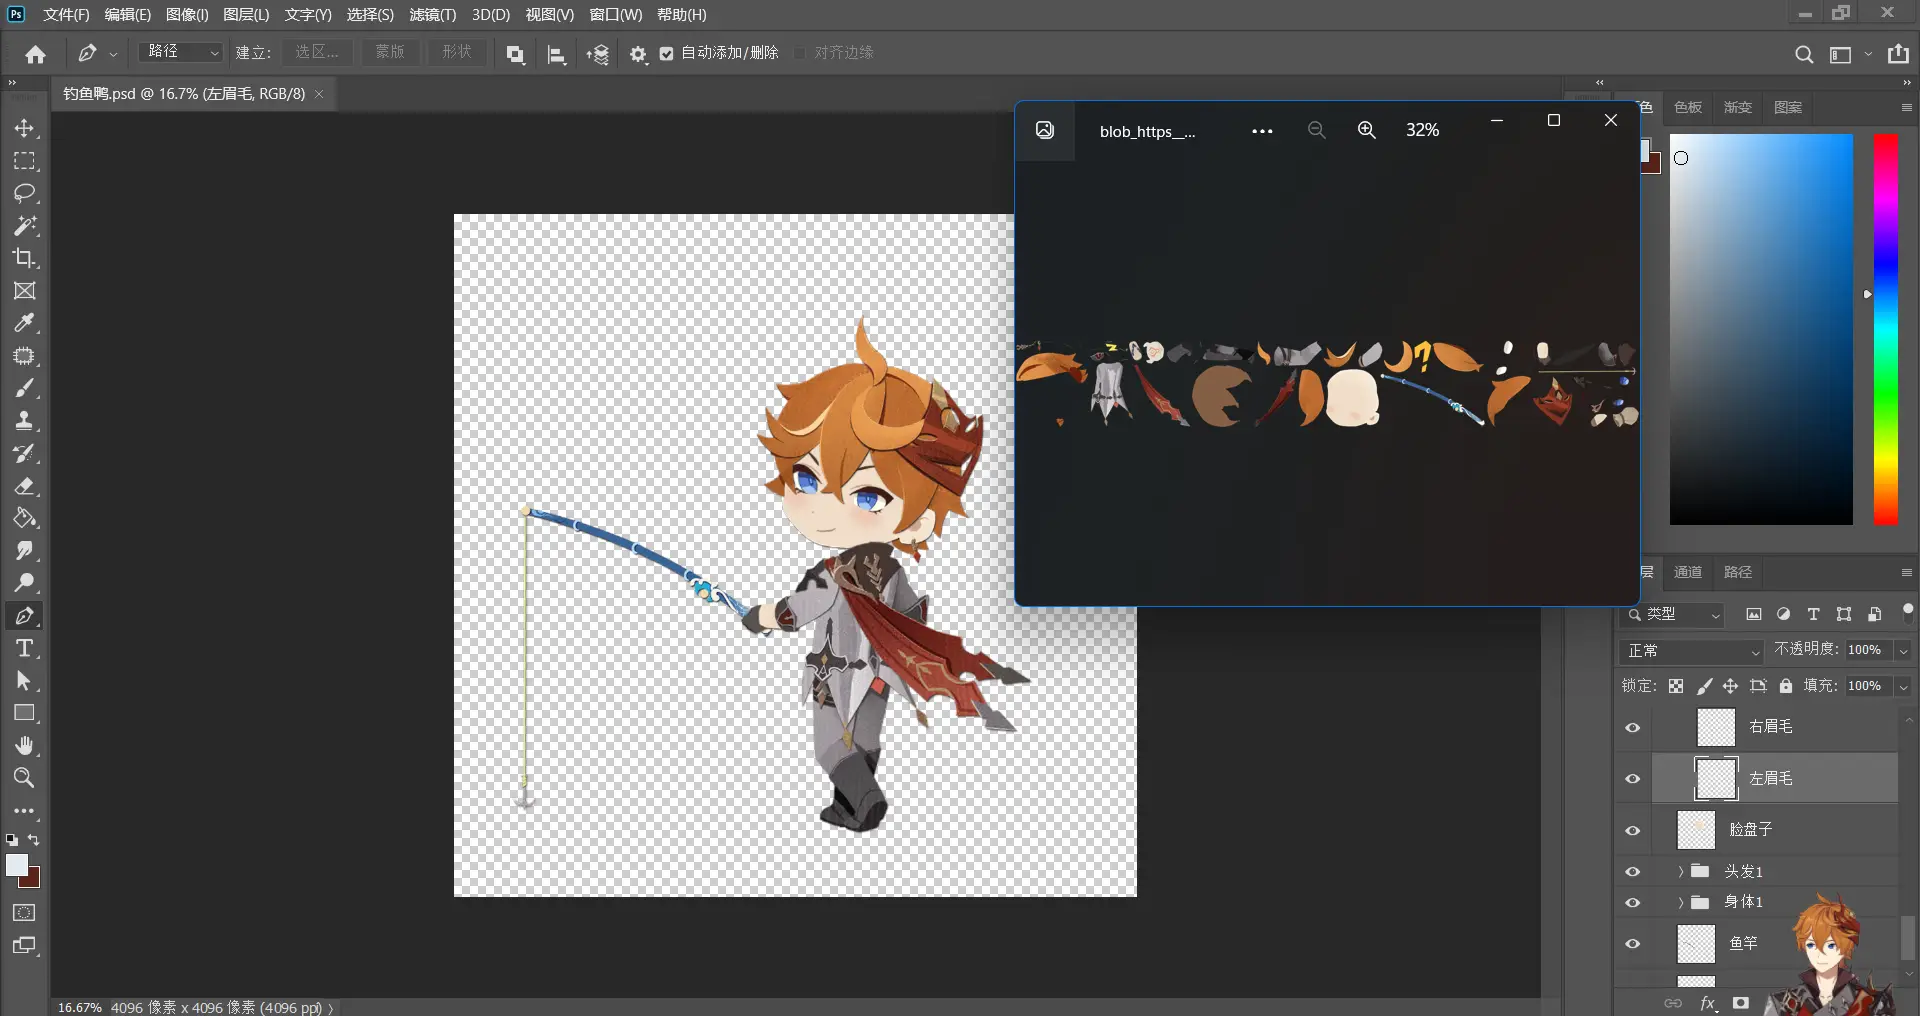 Ps 文件(F) 编辑(E) 图像(I) 图层(L) 文字(Y) 选择(S) 滤镜(T) 3D(D) 视图(V) 窗口(W) 帮助(H)
路径 建立: 选区... 蒙版 形状 自动添加/删除 对齐边缘
钓鱼鸭.psd @ 16.7% (左眉毛, RGB/8) ×
blob_https__... 32%
色 色板 渐变 图案
层 通道 路径
类型
正常 不透明度: 100%
锁定: 填充: 100%
右眉毛
左眉毛
脸盘子
头发1
身体1
鱼竿
fx
16.67% 4096 像素 x 4096 像素 (4096 ppi)